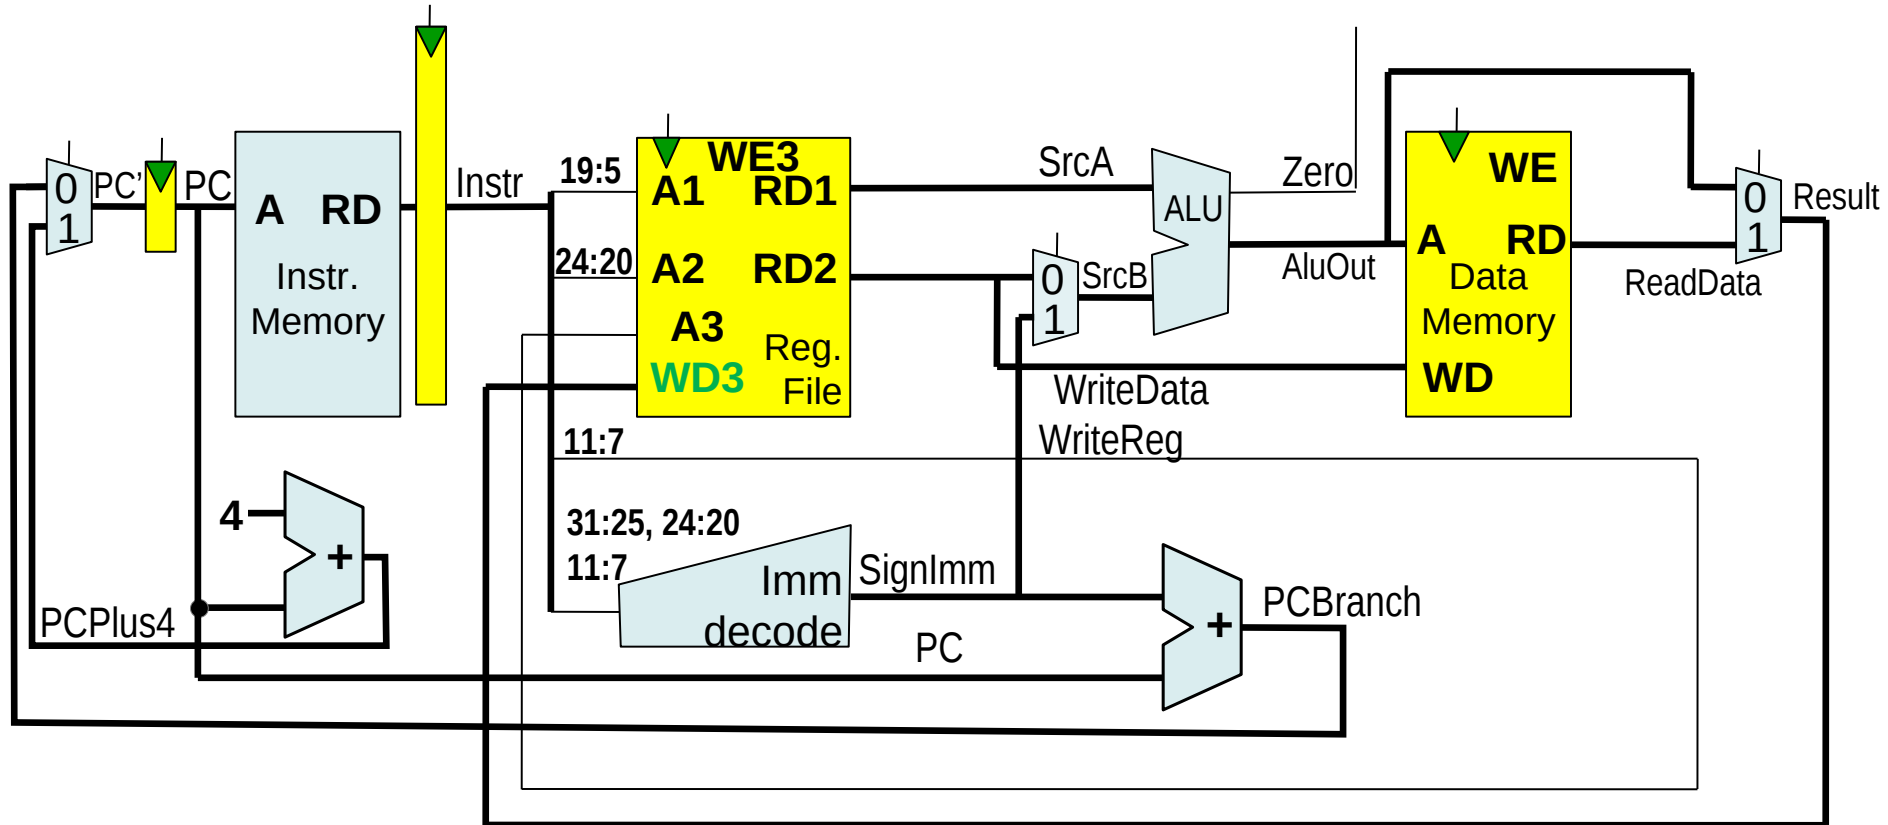 0
1
PC'
PC
A RD
Instr.
Memory
Instr
19:5
24:20
WE3
A1 RD1
A2 RD2
A3
WD3
Reg.
File
SrcA
0
1
SrcB
ALU
Zero
AluOut
WE
A RD
Data
Memory
WD
ReadData
0
1
Result
WriteData
WriteReg
11:7
4
+
PCPlus4
31:25, 24:20
11:7
Imm
decode
SignImm
PC
+
PCBranch